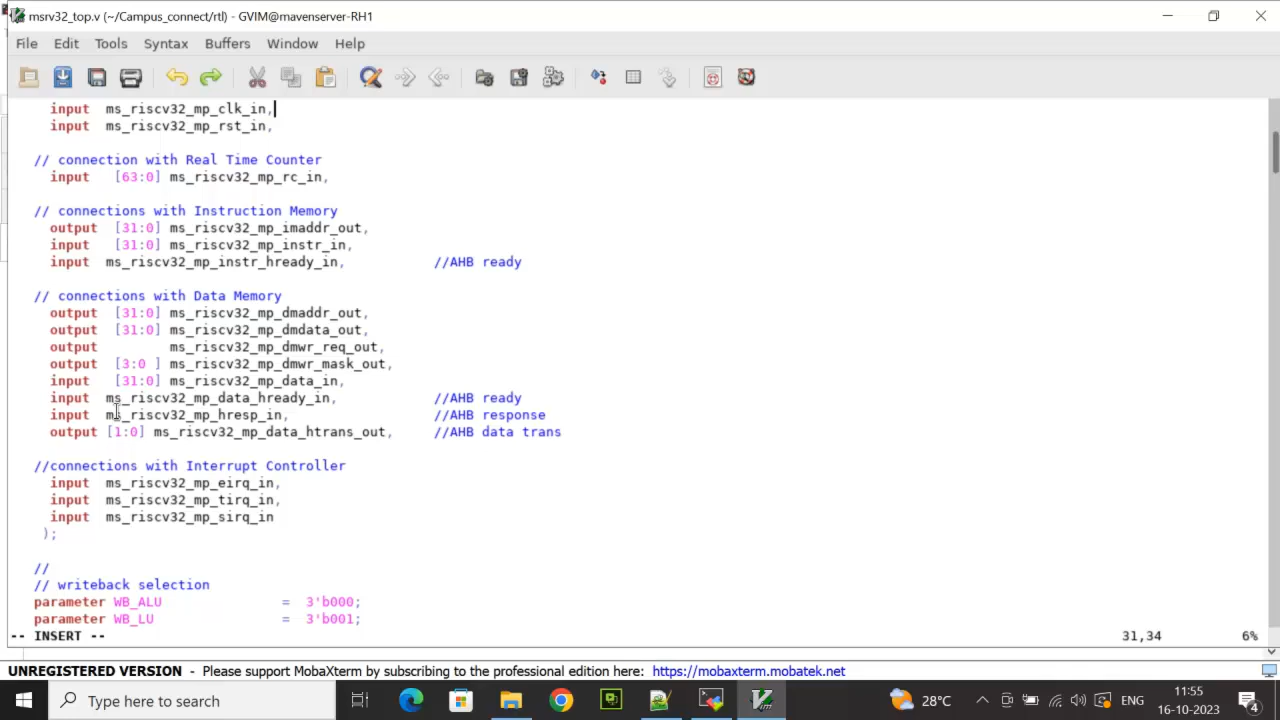 msrv32_top.v (~/Campus_connect/rtl) - GVIM@mavenserver-RH1
File Edit Tools Syntax Buffers Window Help
input ms_riscv32_mp_clk_in,
input ms_riscv32_mp_rst_in,
// connection with Real Time Counter
input [63:0] ms_riscv32_mp_rc_in,
// connections with Instruction Memory
output [31:0] ms_riscv32_mp_imaddr_out,
input [31:0] ms_riscv32_mp_instr_in,
input ms_riscv32_mp_instr_hready_in, //AHB ready
// connections with Data Memory
output [31:0] ms_riscv32_mp_dmaddr_out,
output [31:0] ms_riscv32_mp_dmdata_out,
output ms_riscv32_mp_dmwr_req_out,
output [3:0 ] ms_riscv32_mp_dmwr_mask_out,
input [31:0] ms_riscv32_mp_data_in,
input ms_riscv32_mp_data_hready_in, //AHB ready
input ms_riscv32_mp_hresp_in, //AHB response
output [1:0] ms_riscv32_mp_data_htrans_out, //AHB data trans
//connections with Interrupt Controller
input ms_riscv32_mp_eirq_in,
input ms_riscv32_mp_tirq_in,
input ms_riscv32_mp_sirq_in
);
//
// writeback selection
parameter WB_ALU = 3'b000;
parameter WB_LU = 3'b001;
-- INSERT -- 31,34 6%
UNREGISTERED VERSION - Please support MobaXterm by subscribing to the professional edition here: https://mobaxterm.mobatek.net
Type here to search 28°C ENG 11:55
16-10-2023 4